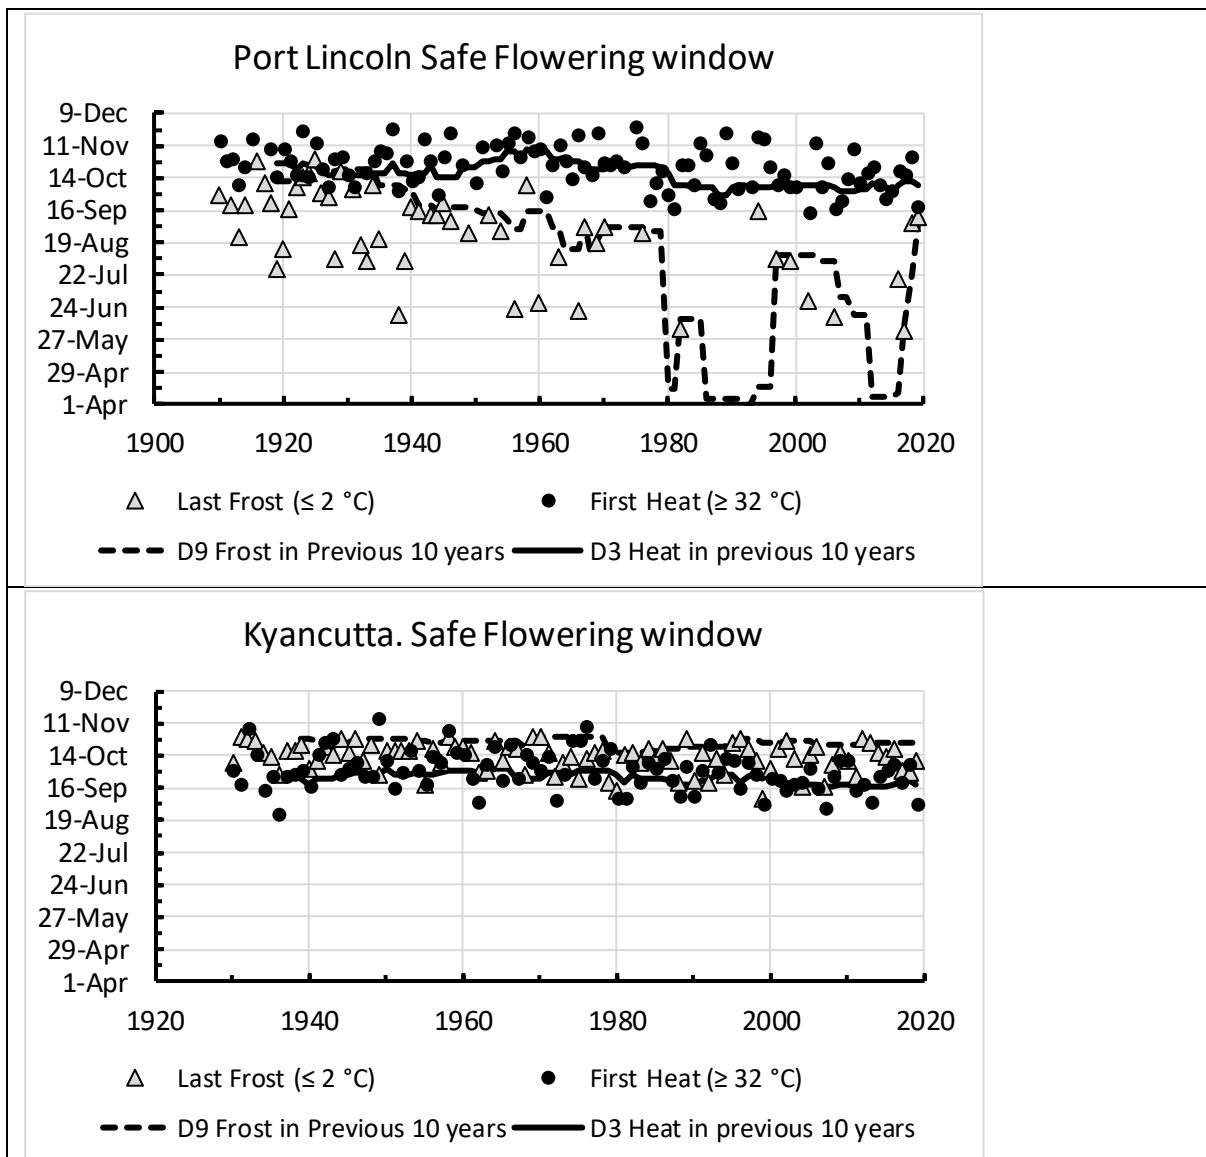 Port Lincoln Safe Flowering window
9-Dec
11-Nov
14-Oct
16-Sep
19-Aug
22-Jul
24-Jun
27-May
29-Apr
1-Apr
1900 1920 1940 1960 1980 2000 2020
Last Frost (≤ 2 °C) First Heat (≥ 32 °C)
D9 Frost in Previous 10 years D3 Heat in previous 10 years
Kyancutta. Safe Flowering window
9-Dec
11-Nov
14-Oct
16-Sep
19-Aug
22-Jul
24-Jun
27-May
29-Apr
1-Apr
1920 1940 1960 1980 2000 2020
Last Frost (≤ 2 °C) First Heat (≥ 32 °C)
D9 Frost in Previous 10 years D3 Heat in previous 10 years